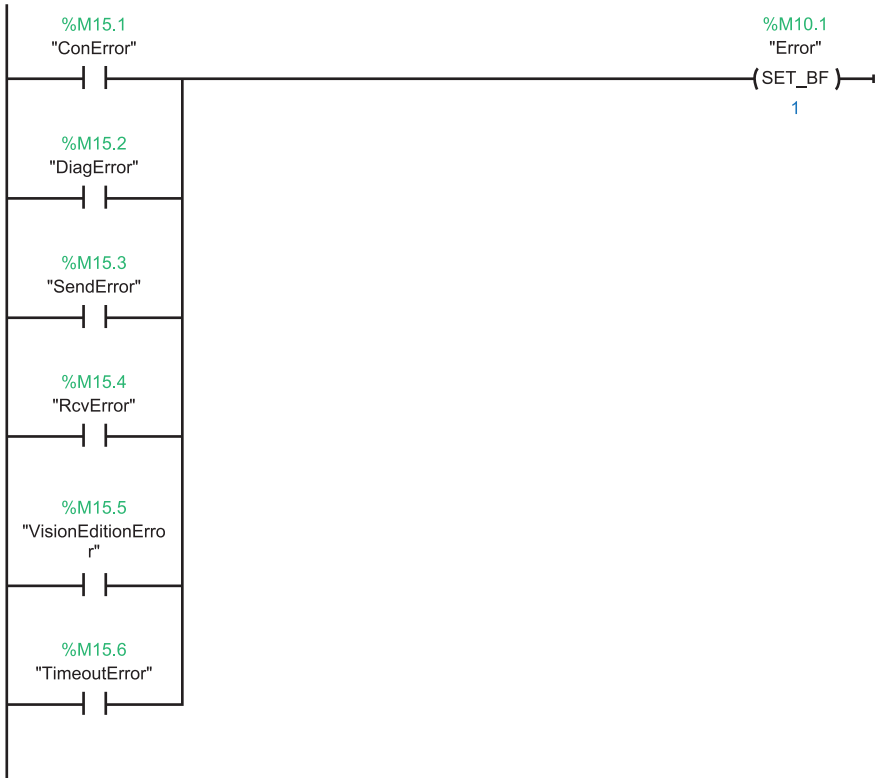 %M15.1
"ConError"
%M10.1
"Error"
SET_BF
1
%M15.2
"DiagError"
%M15.3
"SendError"
%M15.4
"RcvError"
%M15.5
"VisionEditionErro
r"
%M15.6
"TimeoutError"